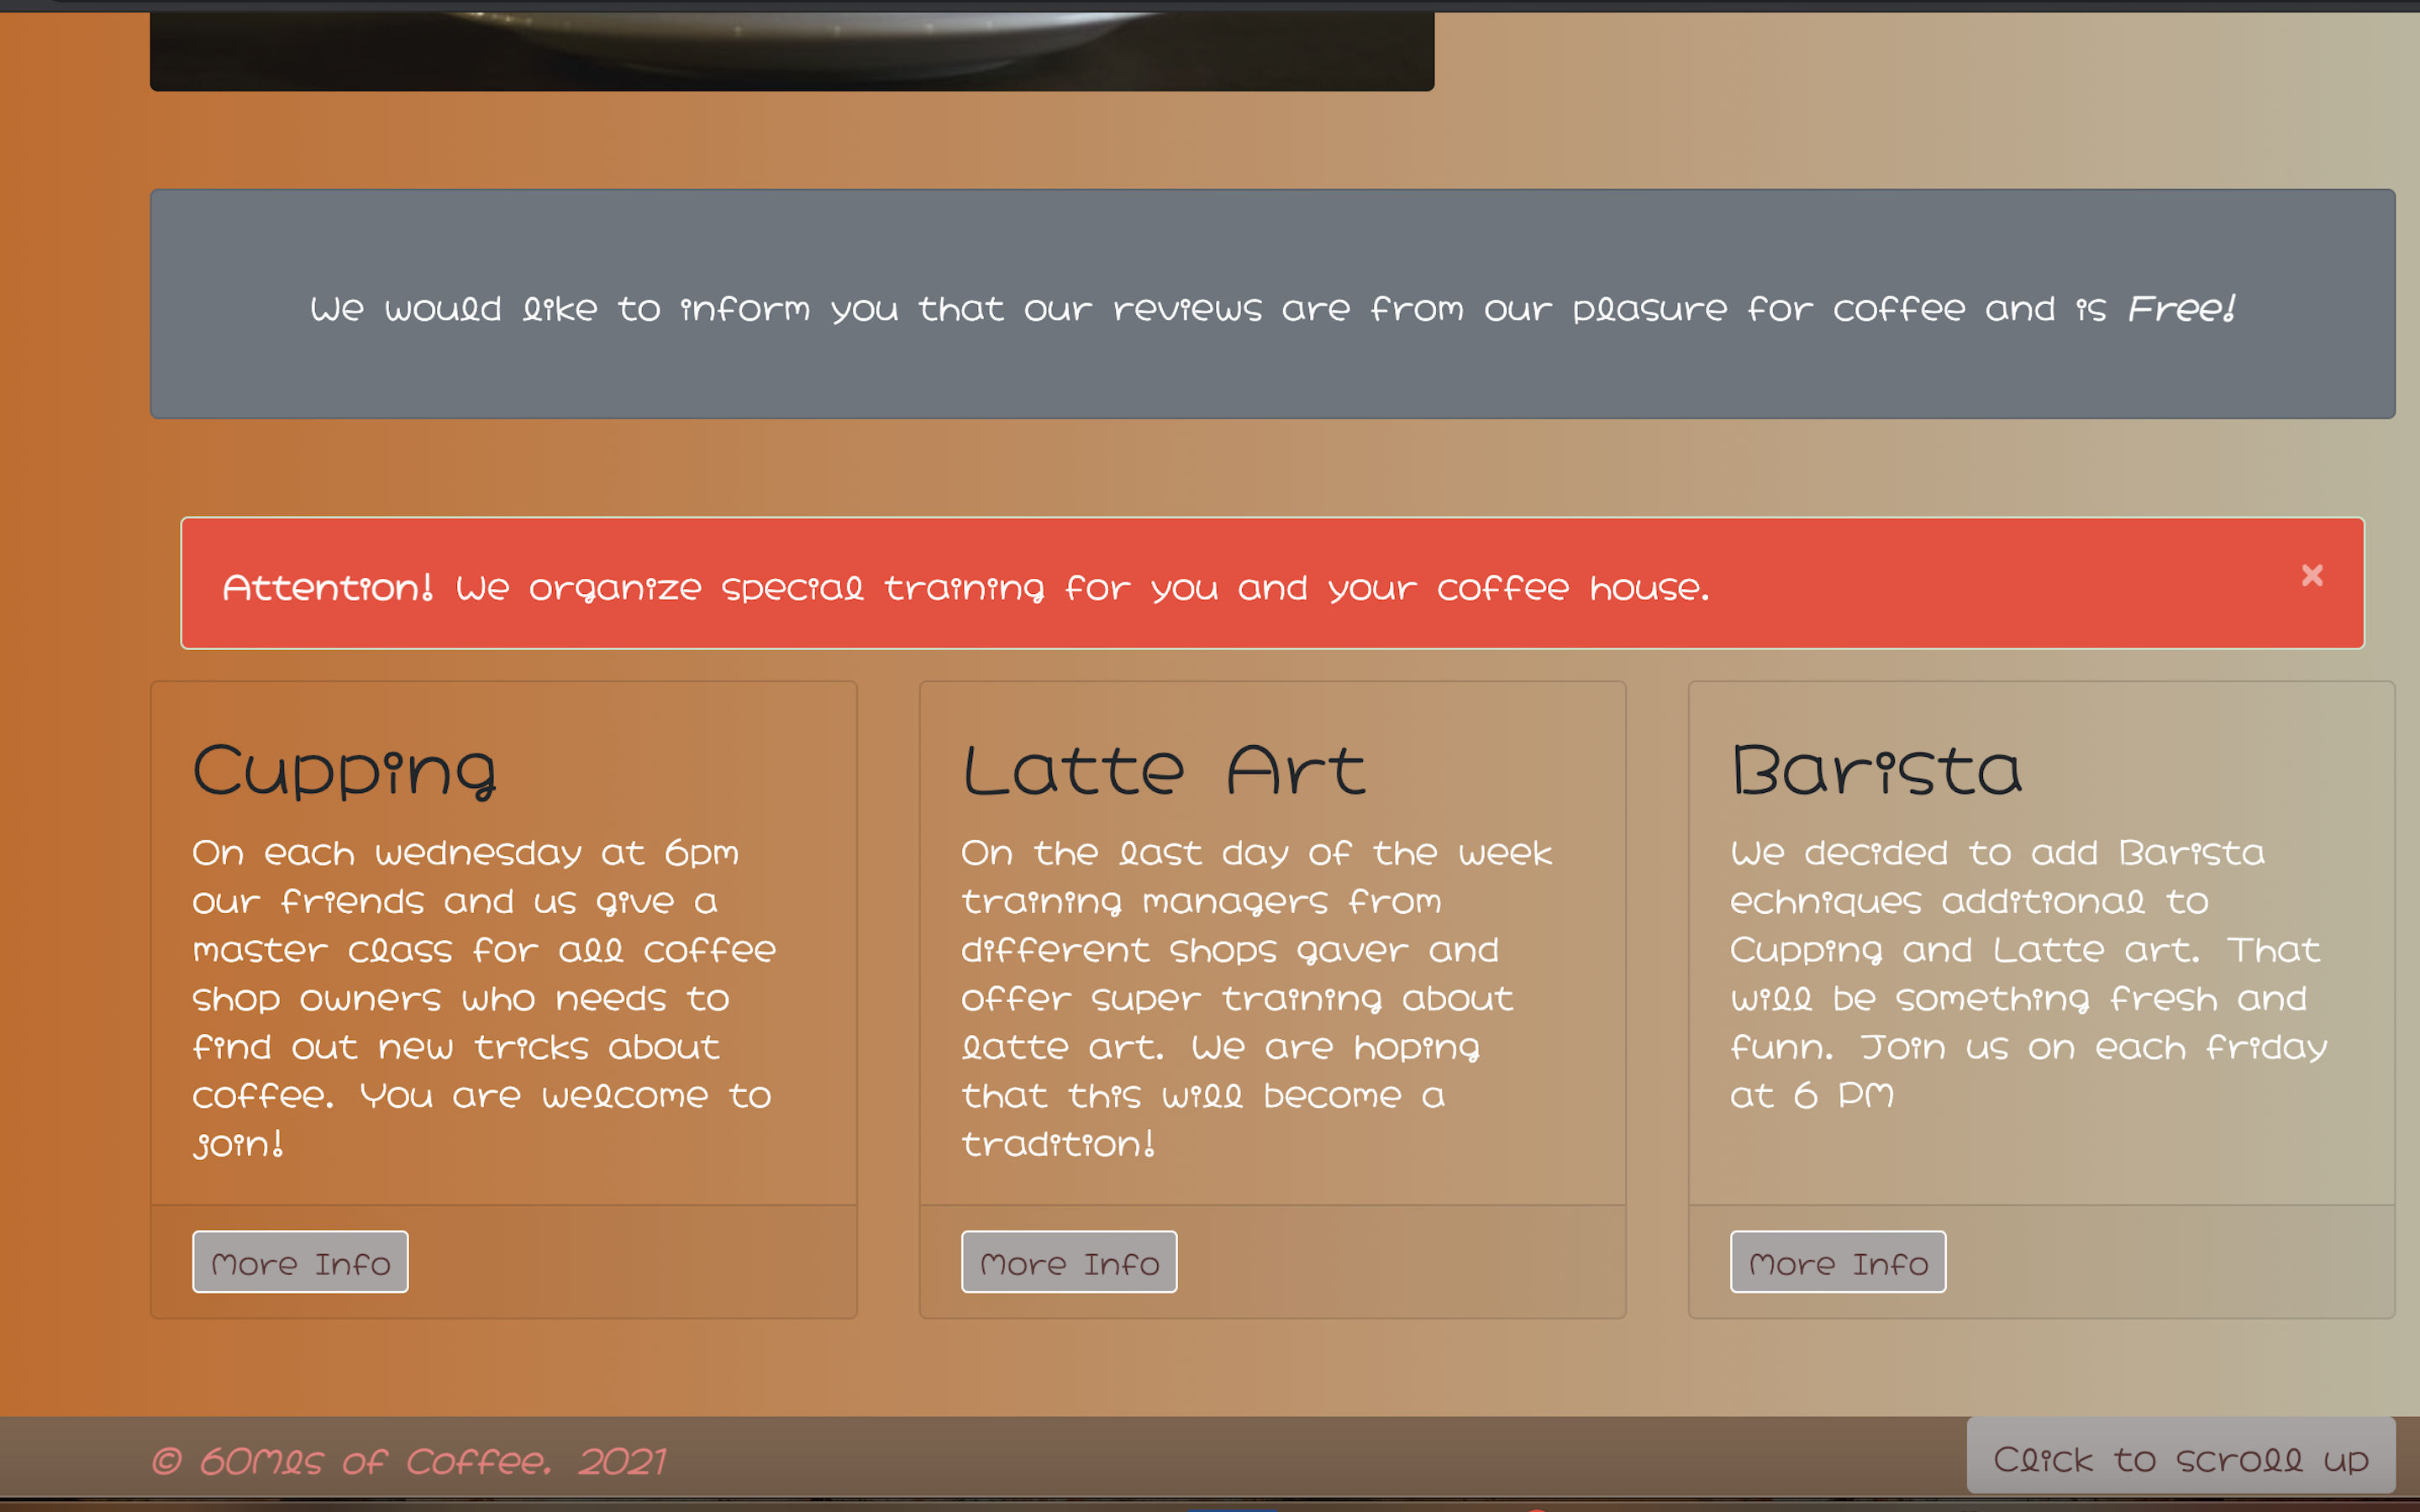 We would like to inform you that our reviews are from our pleasure for coffee and is Free!
Attention! We organize special training for you and your coffee house.
×
Cupping
On each wednesday at 6pm
our friends and us give a
master class for all coffee
shop owners who needs to
find out new tricks about
coffee. You are welcome to
join!
More Info
Latte Art
On the last day of the week
training managers from
different shops gaver and
offer super training about
latte art. We are hoping
that this will become a
tradition!
More Info
Barista
We decided to add Barista
echniques additional to
Cupping and Latte art. That
will be something fresh and
funn. Join us on each friday
at 6 PM
More Info
© 60Mls of Coffee. 2021
Click to scroll up